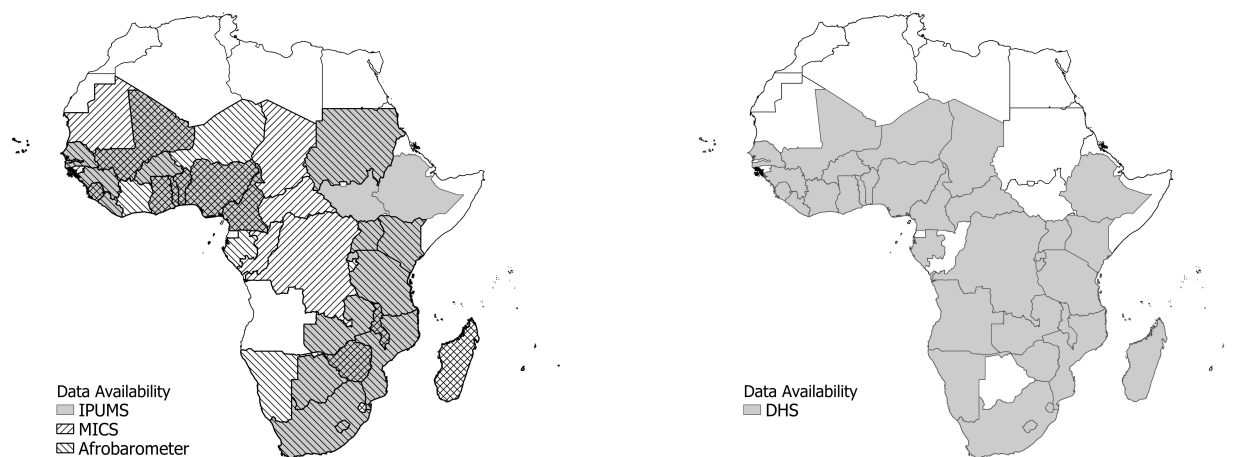 Data Availability
IPUMS
MICS
Afrobarometer
Data Availability
DHS